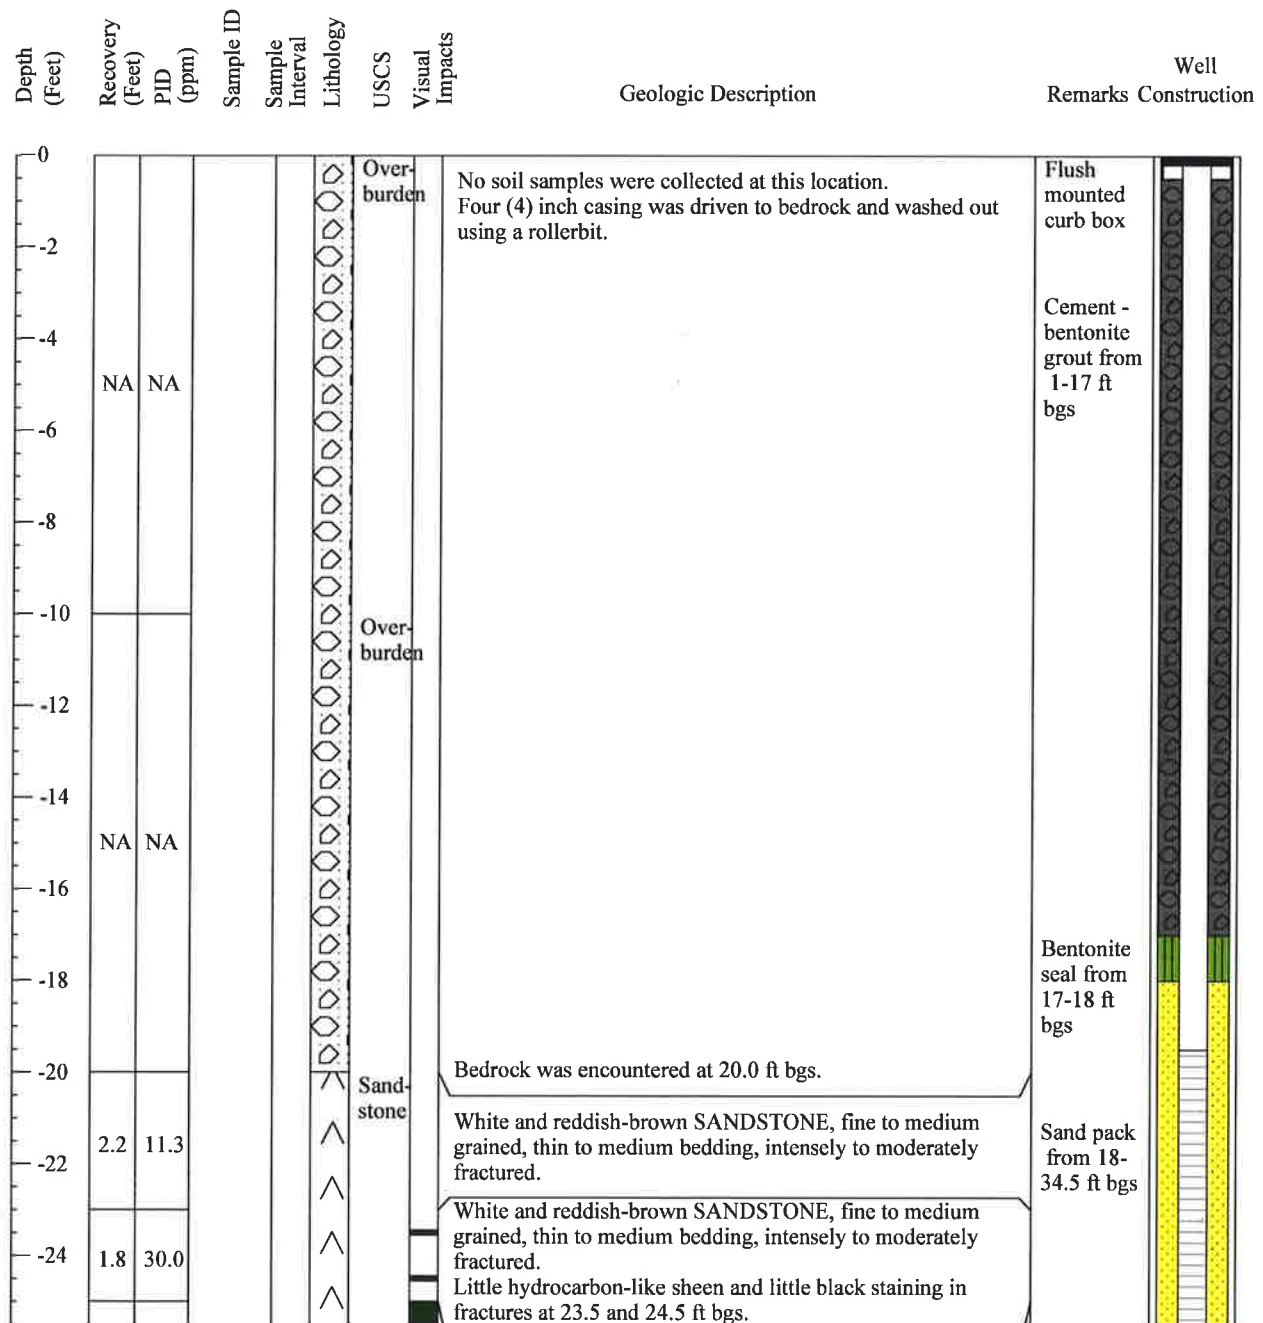 Depth
(Feet)
Recovery
(Feet)
PID
(ppm)
Sample ID
Sample
Interval
Lithology
USCS
Visual
Impacts
Geologic Description
Remarks
Well
Construction
0
-2
-4
-6
-8
-10
-12
-14
-16
-18
-20
-22
-24
NA
NA
NA
NA
2.2
11.3
1.8
30.0
Over-
burden
Over-
burden
Sand-
stone
No soil samples were collected at this location.
Four (4) inch casing was driven to bedrock and washed out
using a rollerbit.
Bedrock was encountered at 20.0 ft bgs.
White and reddish-brown SANDSTONE, fine to medium
grained, thin to medium bedding, intensely to moderately
fractured.
White and reddish-brown SANDSTONE, fine to medium
grained, thin to medium bedding, intensely to moderately
fractured.
Little hydrocarbon-like sheen and little black staining in
fractures at 23.5 and 24.5 ft bgs.
Flush
mounted
curb box
Cement -
bentonite
grout from
1-17 ft
bgs
Bentonite
seal from
17-18 ft
bgs
Sand pack
from 18-
34.5 ft bgs